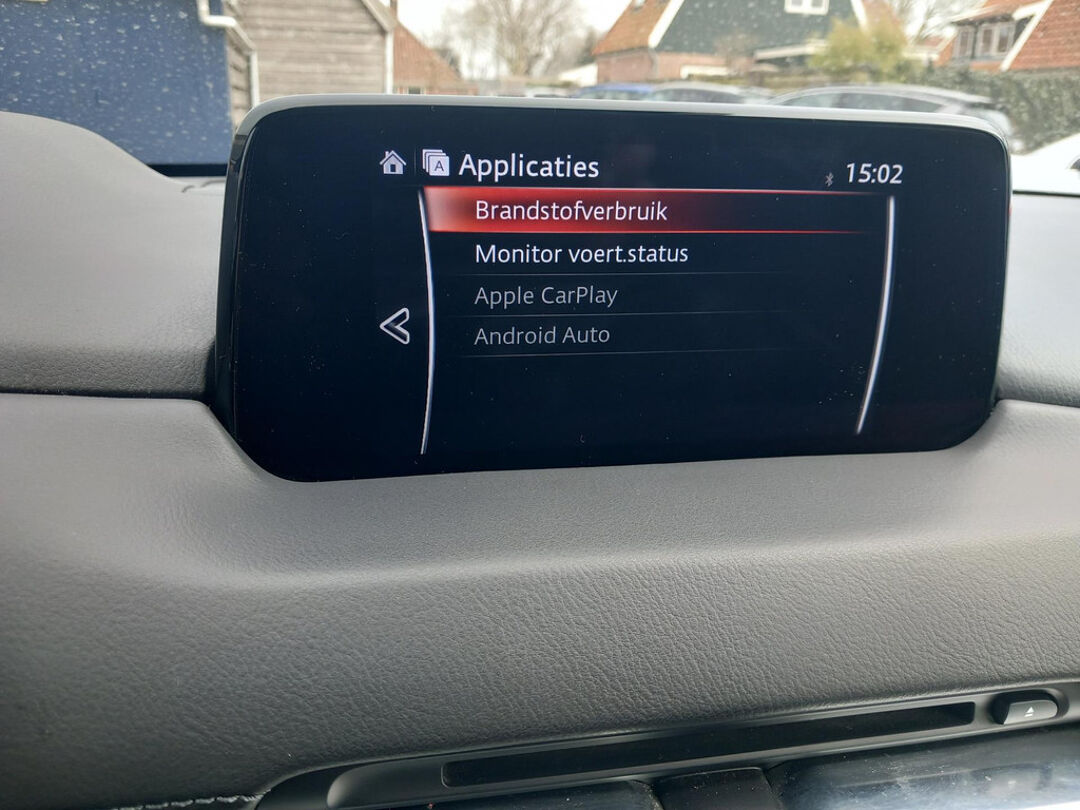 A Applicaties 15:02
Brandstofverbruik
Monitor voert.status
Apple CarPlay
Android Auto